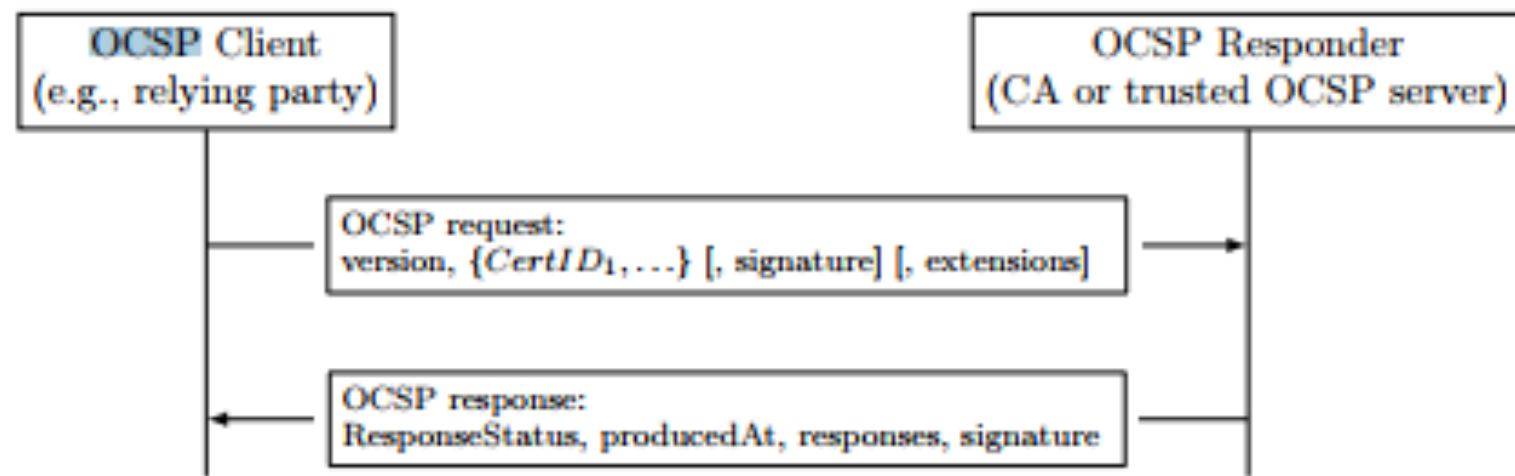 OCSP Client
(e.g., relying party)
OCSP Responder
(CA or trusted OCSP server)
OCSP request:
version, {CertID₁,...} [, signature] [, extensions]
OCSP response:
ResponseStatus, producedAt, responses, signature